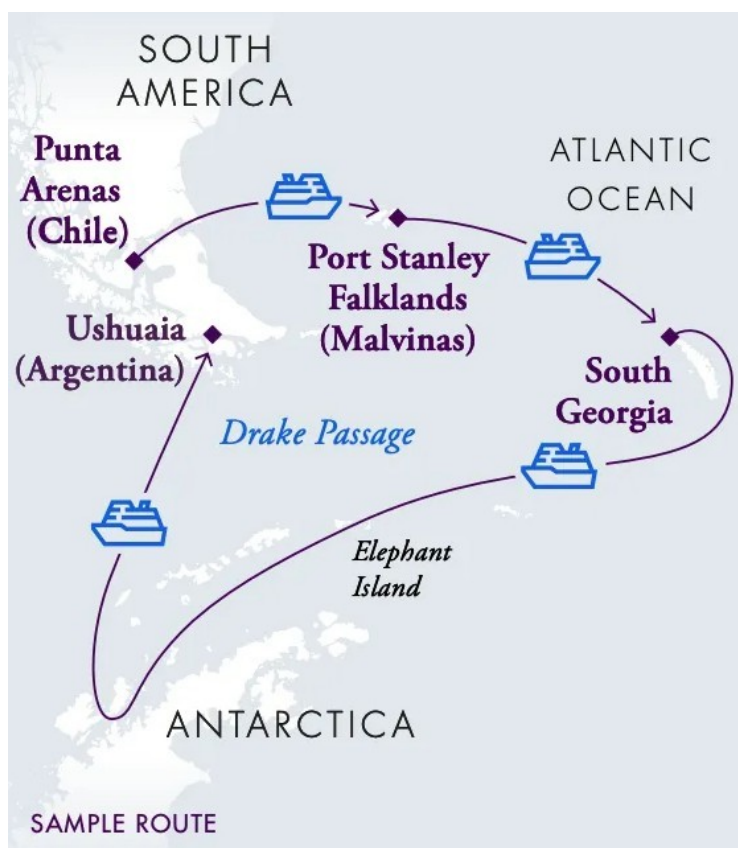 SOUTH
AMERICA
Punta
Arenas
(Chile)
ATLANTIC
OCEAN
Port Stanley
Falklands
(Malvinas)
Ushuaia
(Argentina)
South
Georgia
Drake Passage
Elephant
Island
ANTARCTICA
SAMPLE ROUTE